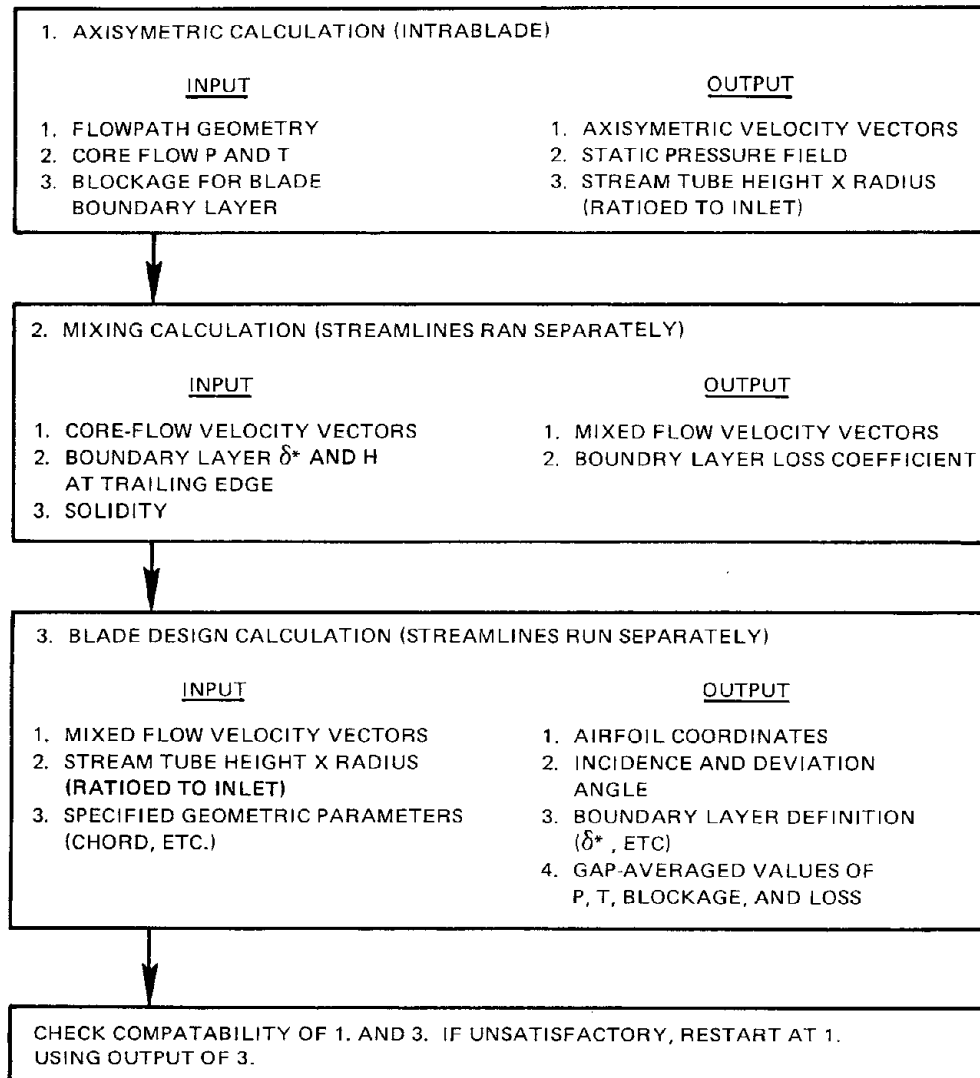 1. AXISYMETRIC CALCULATION (INTRABLADE)
INPUT
1. FLOWPATH GEOMETRY
2. CORE FLOW P AND T
3. BLOCKAGE FOR BLADE
BOUNDARY LAYER
OUTPUT
1. AXISYMETRIC VELOCITY VECTORS
2. STATIC PRESSURE FIELD
3. STREAM TUBE HEIGHT X RADIUS
(RATIOED TO INLET)
2. MIXING CALCULATION (STREAMLINES RAN SEPARATELY)
INPUT
1. CORE-FLOW VELOCITY VECTORS
2. BOUNDARY LAYER δ* AND H
AT TRAILING EDGE
3. SOLIDITY
OUTPUT
1. MIXED FLOW VELOCITY VECTORS
2. BOUNDRY LAYER LOSS COEFFICIENT
3. BLADE DESIGN CALCULATION (STREAMLINES RUN SEPARATELY)
INPUT
1. MIXED FLOW VELOCITY VECTORS
2. STREAM TUBE HEIGHT X RADIUS
(RATIOED TO INLET)
3. SPECIFIED GEOMETRIC PARAMETERS
(CHORD, ETC.)
OUTPUT
1. AIRFOIL COORDINATES
2. INCIDENCE AND DEVIATION
ANGLE
3. BOUNDARY LAYER DEFINITION
(δ*, ETC)
4. GAP-AVERAGED VALUES OF
P, T, BLOCKAGE, AND LOSS
CHECK COMPATABILITY OF 1. AND 3. IF UNSATISFACTORY, RESTART AT 1.
USING OUTPUT OF 3.